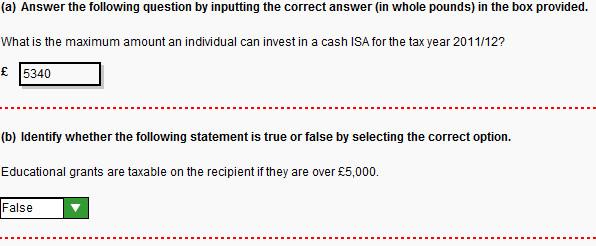 (a) Answer the following question by inputting the correct answer (in whole pounds) in the box provided.
What is the maximum amount an individual can invest in a cash ISA for the tax year 2011/12?
£ 5340
(b) Identify whether the following statement is true or false by selecting the correct option.
Educational grants are taxable on the recipient if they are over £5,000.
False